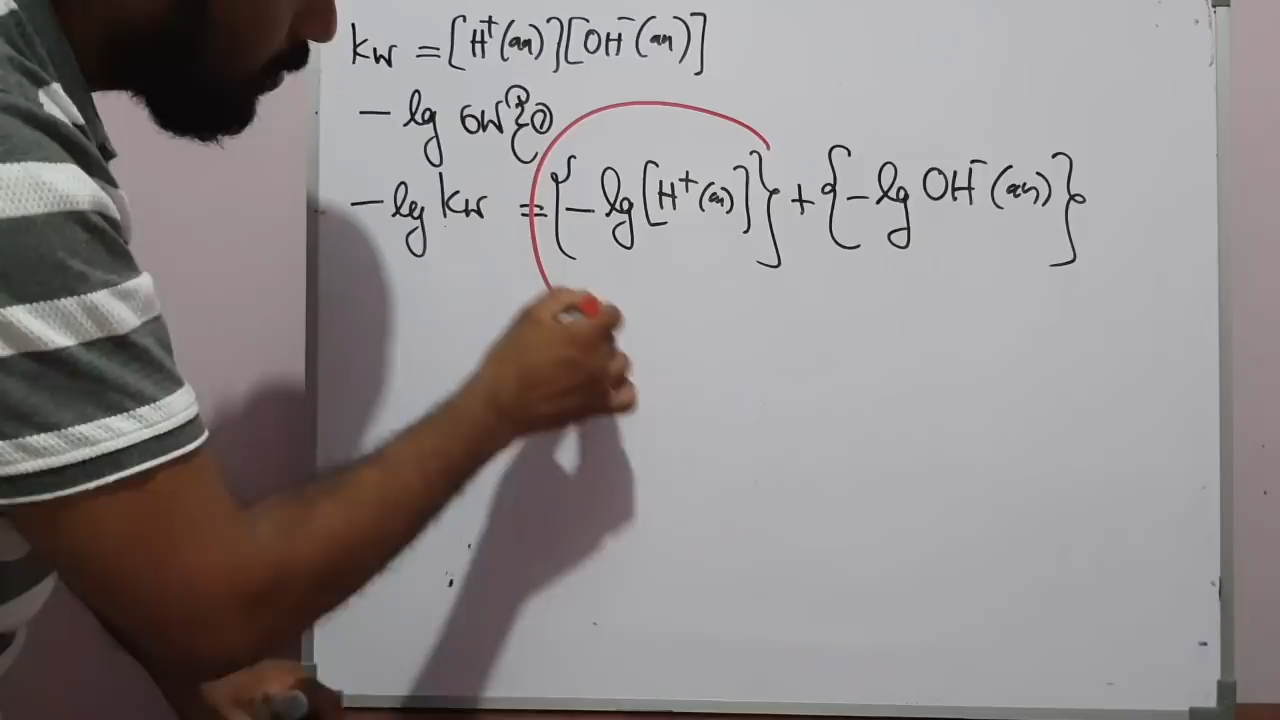 kw = [H⁺(aq)][OH⁻(aq)]
– lg
– lg kw = {– lg [H⁺(aq)]} + {– lg OH⁻(aq)}